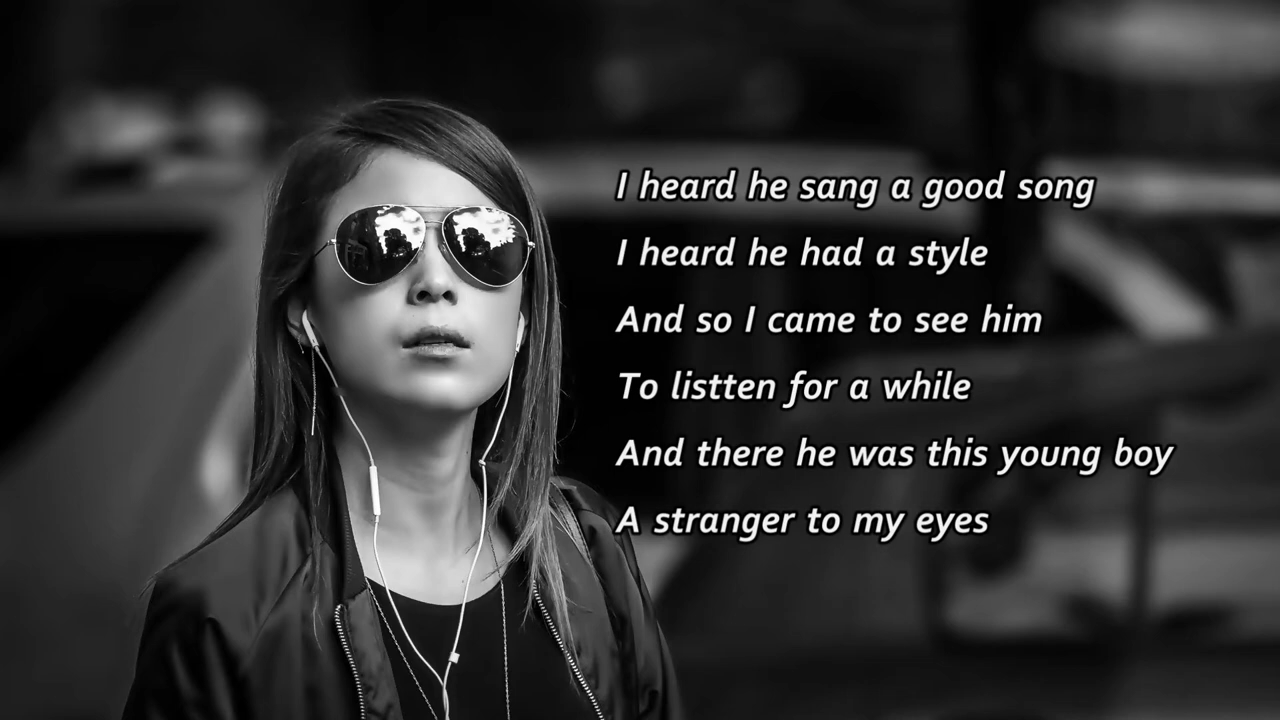 I heard he sang a good song
I heard he had a style
And so I came to see him
To listten for a while
And there he was this young boy
A stranger to my eyes